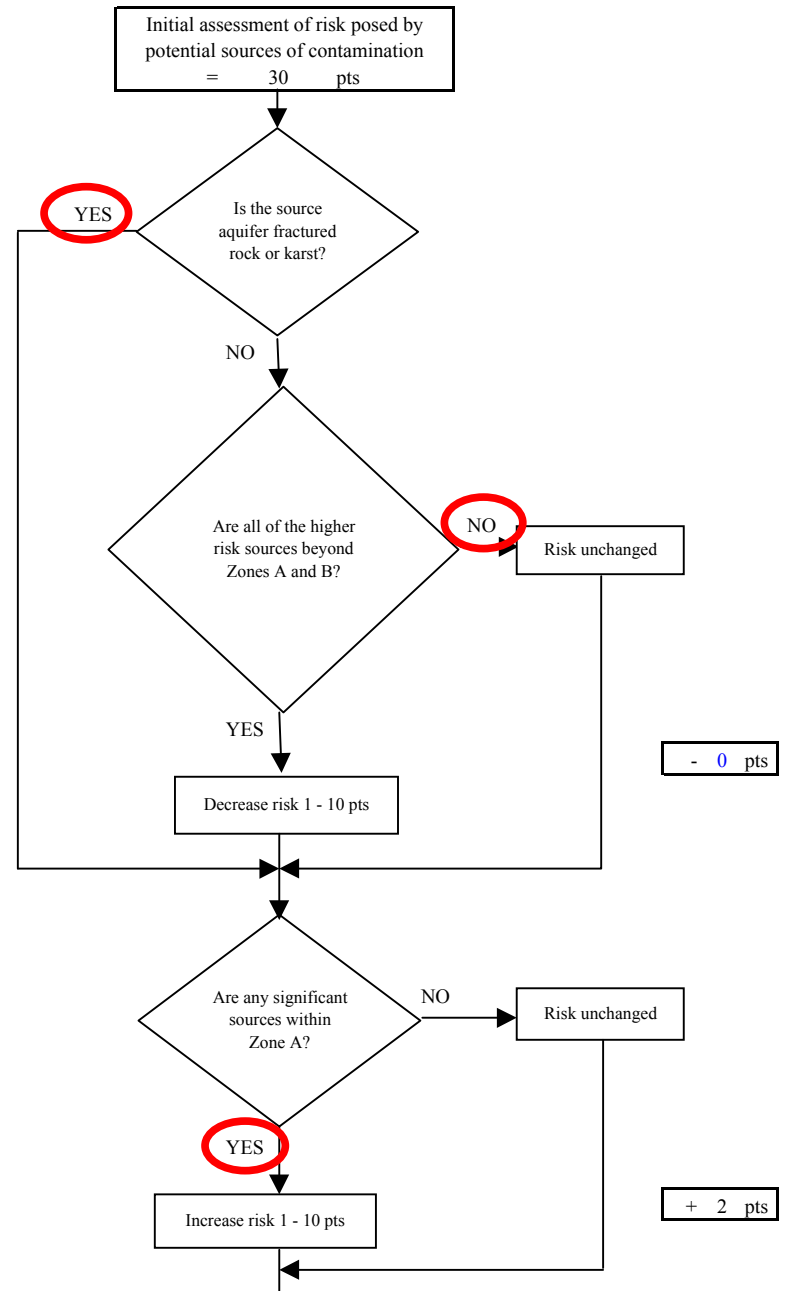 Initial assessment of risk posed by
potential sources of contamination
= 30 pts
YES
Is the source
aquifer fractured
rock or karst?
NO
Are all of the higher
risk sources beyond
Zones A and B?
NO
Risk unchanged
YES
- 0 pts
Decrease risk 1 - 10 pts
Are any significant
sources within
Zone A?
NO
Risk unchanged
YES
+ 2 pts
Increase risk 1 - 10 pts